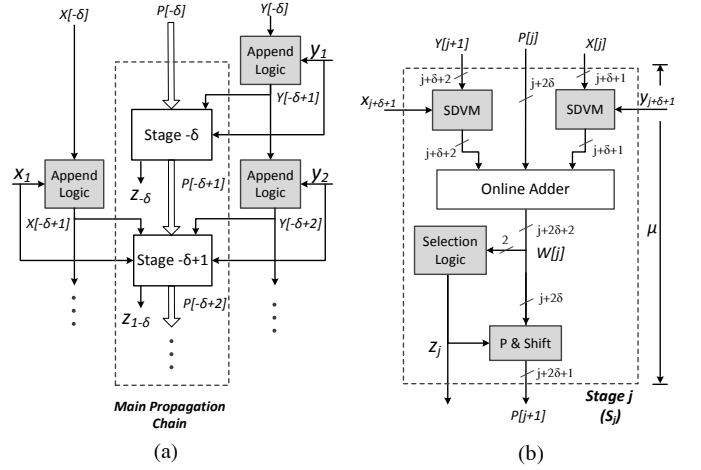 X[-δ]
P[-δ]
Y[-δ]
Append
Logic
y1
Y[-δ+1]
Stage -δ
x1
Append
Logic
z-δ
P[-δ+1]
Append
Logic
y2
X[-δ+1]
Y[-δ+2]
Stage -δ+1
z1-δ
P[-δ+2]
Main Propagation
Chain
(a)
Y[j+1]
P[j]
X[j]
j+δ+2
j+2δ
j+δ+1
xj+δ+1
SDVM
SDVM
yj+δ+1
j+δ+2
j+δ+1
Online Adder
j+2δ+2
Selection
Logic
2
W[j]
μ
j+2δ
zj
P & Shift
j+2δ+1
Stage j
(Sj)
P[j+1]
(b)